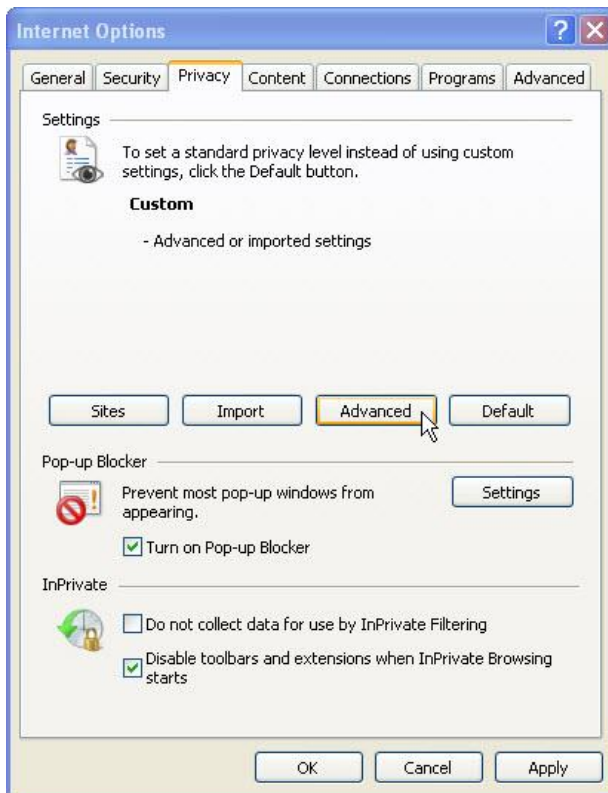 Internet Options
General Security Privacy Content Connections Programs Advanced
Settings
To set a standard privacy level instead of using custom
settings, click the Default button.
Custom
- Advanced or imported settings
Sites Import Advanced Default
Pop-up Blocker
Prevent most pop-up windows from
appearing.
Settings
Turn on Pop-up Blocker
InPrivate
Do not collect data for use by InPrivate Filtering
Disable toolbars and extensions when InPrivate Browsing
starts
OK Cancel Apply